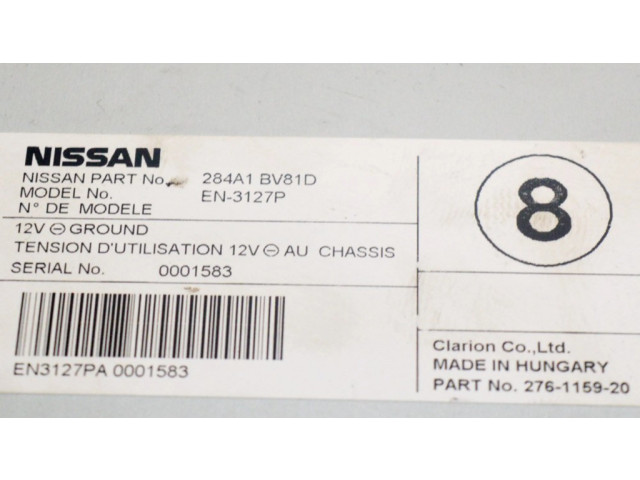 NISSAN
NISSAN PART No. 284A1 BV81D
MODEL No. EN-3127P
N° DE MODELE
12V ⊖ GROUND
TENSION D'UTILISATION 12V ⊖ AU CHASSIS
SERIAL No. 0001583
EN3127PA 0001583
8
Clarion Co.,Ltd.
MADE IN HUNGARY
PART No. 276-1159-20